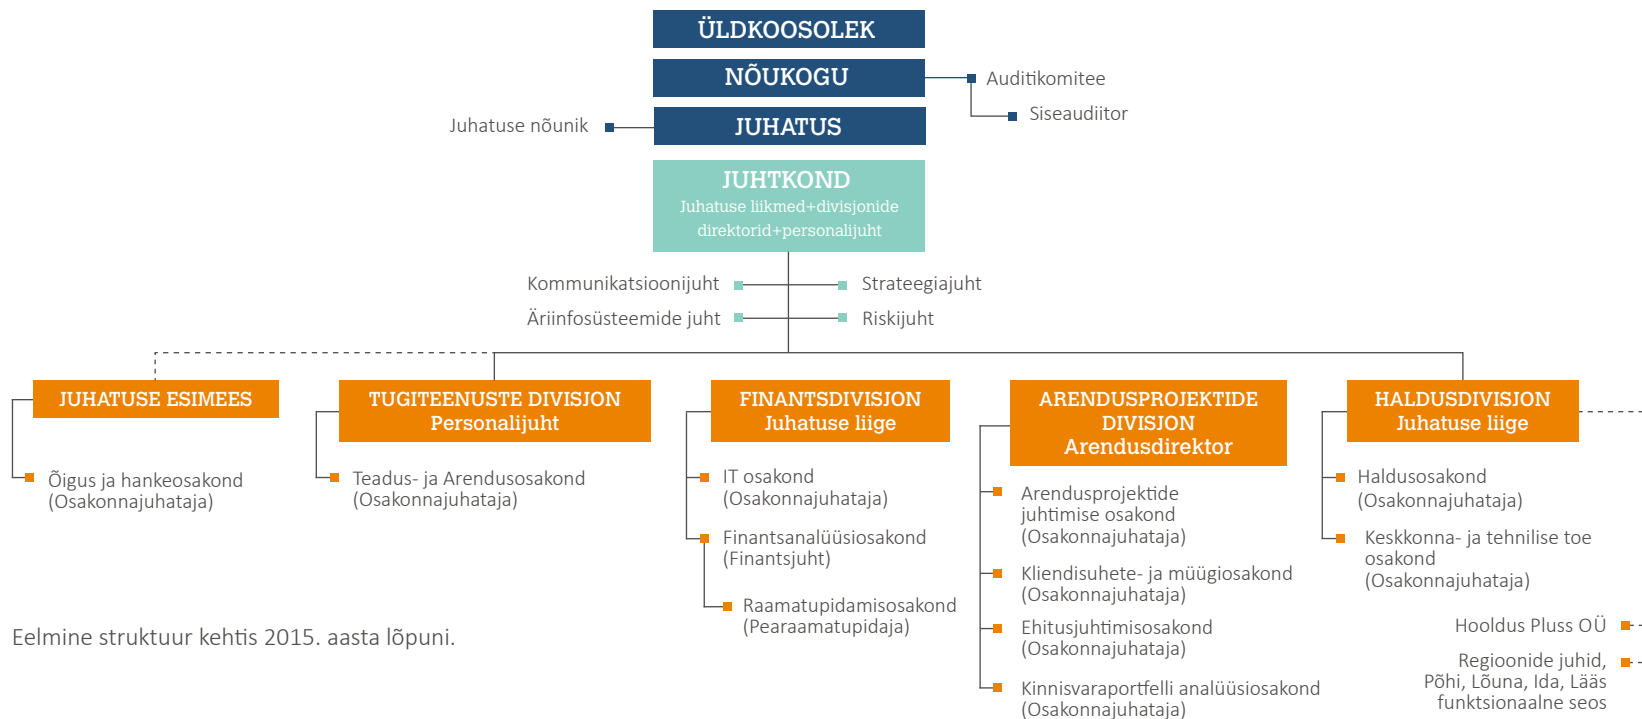 ÜLDKOOSOLEK
NÕUKOGU
Auditikomitee
Siseaudiitor
Juhatuse nõunik
JUHATUS
JUHTKOND
Juhatuse liikmed+divisjonide
direktorid+personalijuht
Kommunikatsioonijuht
Strateegiajuht
Äriinfosüsteemide juht
Riskijuht
JUHATUSE ESIMEES
Õigus ja hankeosakond
(Osakonnajuhataja)
TUGITEENUSTE DIVISJON
Personalijuht
Teadus- ja Arendusosakond
(Osakonnajuhataja)
FINANTSDIVISJON
Juhatuse liige
IT osakond
(Osakonnajuhataja)
Finantsanalüüsiosakond
(Finantsjuht)
Raamatupidamisosakond
(Pearaamatupidaja)
ARENDUSPROJEKTIDE
DIVISJON
Arendusdirektor
Arendusprojektide
juhtimise osakond
(Osakonnajuhataja)
Kliendisuhete- ja müügiosakond
(Osakonnajuhataja)
Ehitusjuhtimisosakond
(Osakonnajuhataja)
Kinnisvaraportfelli analüüsiosakond
(Osakonnajuhataja)
HALDUSDIVISJON
Juhatuse liige
Haldusosakond
(Osakonnajuhataja)
Keskkonna- ja tehnilise toe
osakond
(Osakonnajuhataja)
Hooldus Pluss OÜ
Regioonide juhid,
Põhi, Lõuna, Ida, Lääs
funktsionaalne seos
Eelmine struktuur kehtis 2015. aasta lõpuni.